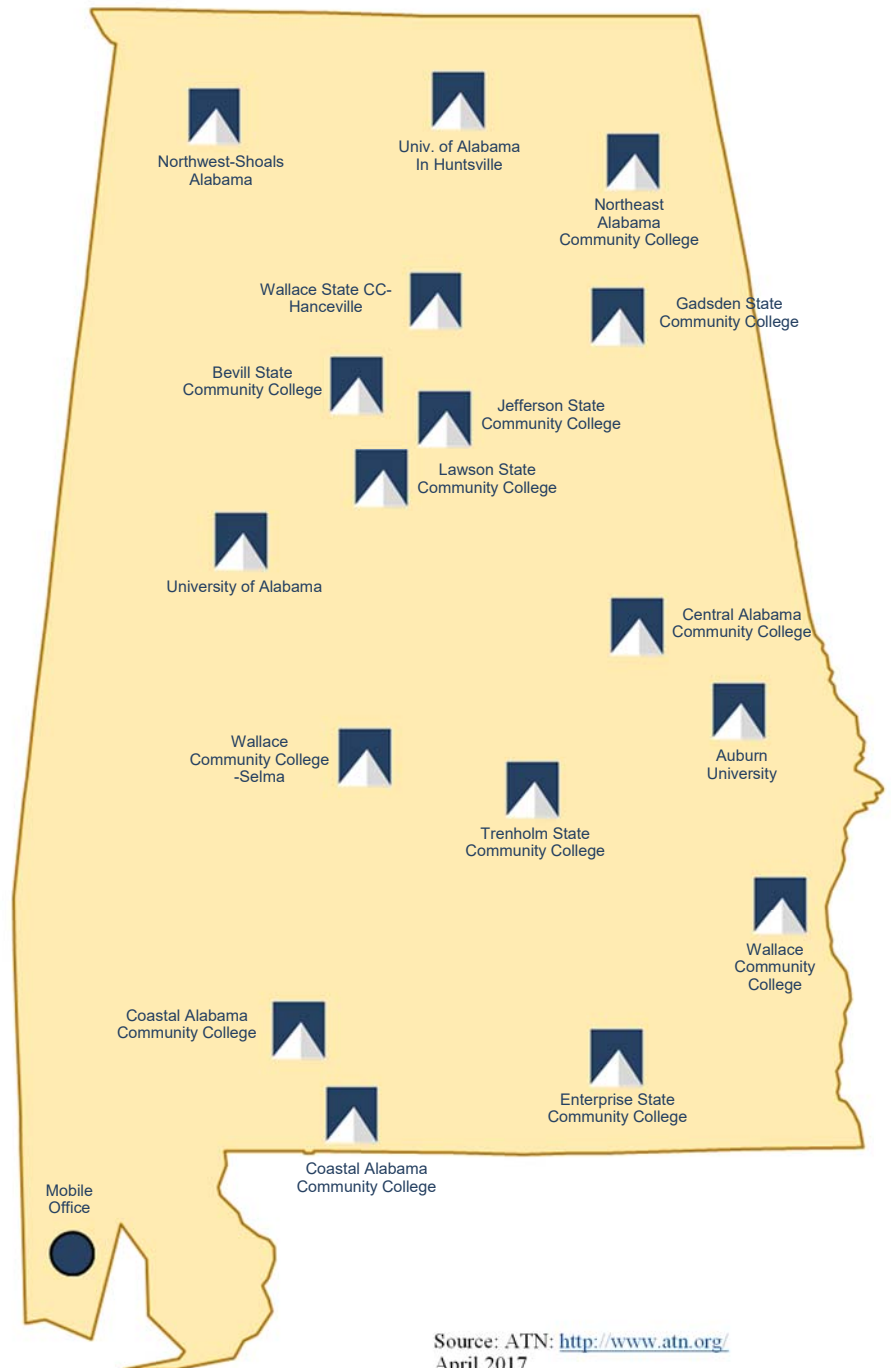 Northwest-Shoals
Alabama
Univ. of Alabama
In Huntsville
Northeast
Alabama
Community College
Wallace State CC-
Hanceville
Gadsden State
Community College
Bevill State
Community College
Jefferson State
Community College
Lawson State
Community College
University of Alabama
Central Alabama
Community College
Wallace
Community College
-Selma
Auburn
University
Trenholm State
Community College
Wallace
Community
College
Coastal Alabama
Community College
Enterprise State
Community College
Coastal Alabama
Community College
Mobile
Office
Source: ATN: http://www.atn.org/
April 2017